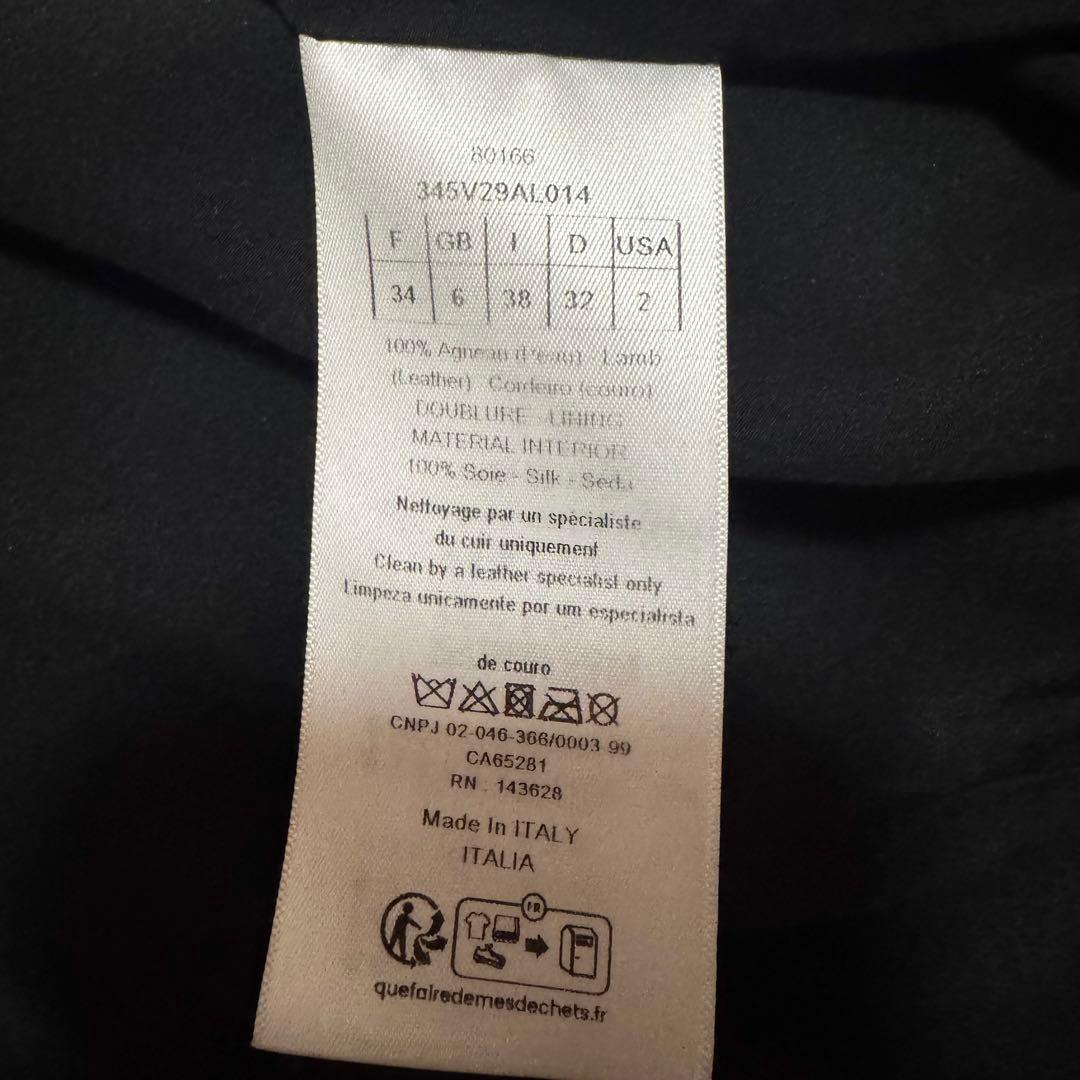 80166
345V29AL014
F GB I D USA
34 6 38 32 2
100% Agneau (Peau) - Lamb
(Leather) Cordeiro (couro)
DOUBLURE - LINING
MATERIAL INTERIOR
100% Soie - Silk - Seda
Nettoyage par un spécialiste
du cuir uniquement
Clean by a leather specialist only
Limpeza unicamente por um especialista
de couro
CNPJ 02-046-366/0003-99
CA65281
RN : 143628
Made In ITALY
ITALIA
FR
quefairedemesdechets.fr